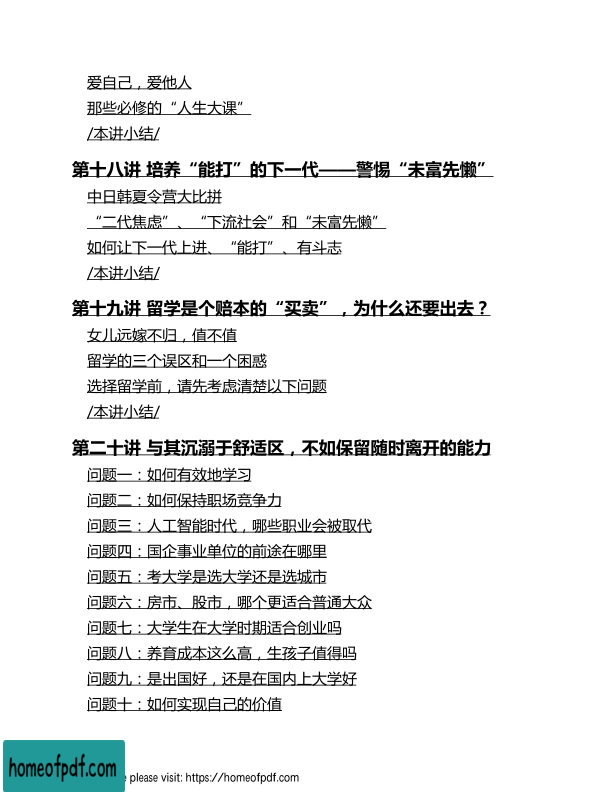 爱自己，爱他人
那些必修的“人生大课”
/本讲小结/
第十八讲 培养“能打”的下一代——警惕“未富先懒”
中日韩夏令营大比拼
“二代焦虑”、“下流社会”和“未富先懒”
如何让下一代上进、“能打”、有斗志
/本讲小结/
第十九讲 留学是个赔本的“买卖”，为什么还要出去？
女儿远嫁不归，值不值
留学的三个误区和一个困惑
选择留学前，请先考虑清楚以下问题
/本讲小结/
第二十讲 与其沉溺于舒适区，不如保留随时离开的能力
问题一：如何有效地学习
问题二：如何保持职场竞争力
问题三：人工智能时代，哪些职业会被取代
问题四：国企事业单位的前途在哪里
问题五：考大学是选大学还是选城市
问题六：房市、股市，哪个更适合普通大众
问题七：大学生在大学时期适合创业吗
问题八：养育成本这么高，生孩子值得吗
问题九：是出国好，还是在国内上大学好
问题十：如何实现自己的价值
homeofpdf.com
e please visit: https://homeofpdf.com